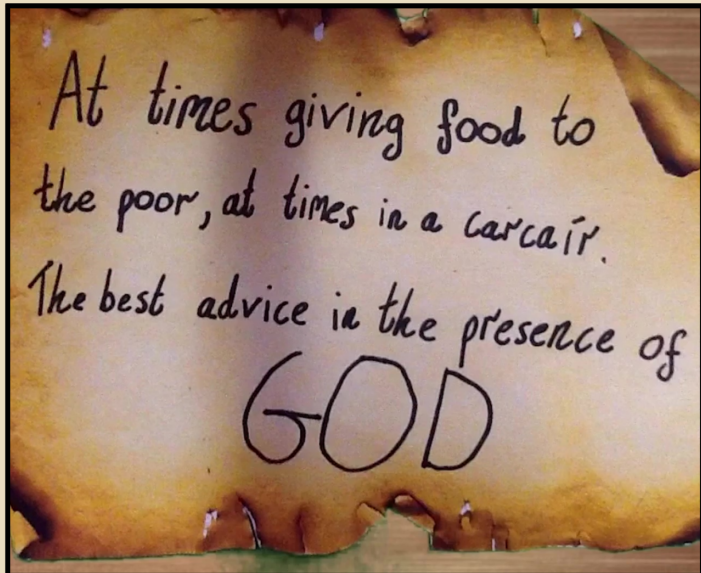 At times giving food to
the poor, at times in a carcair.
The best advice in the presence of
GOD